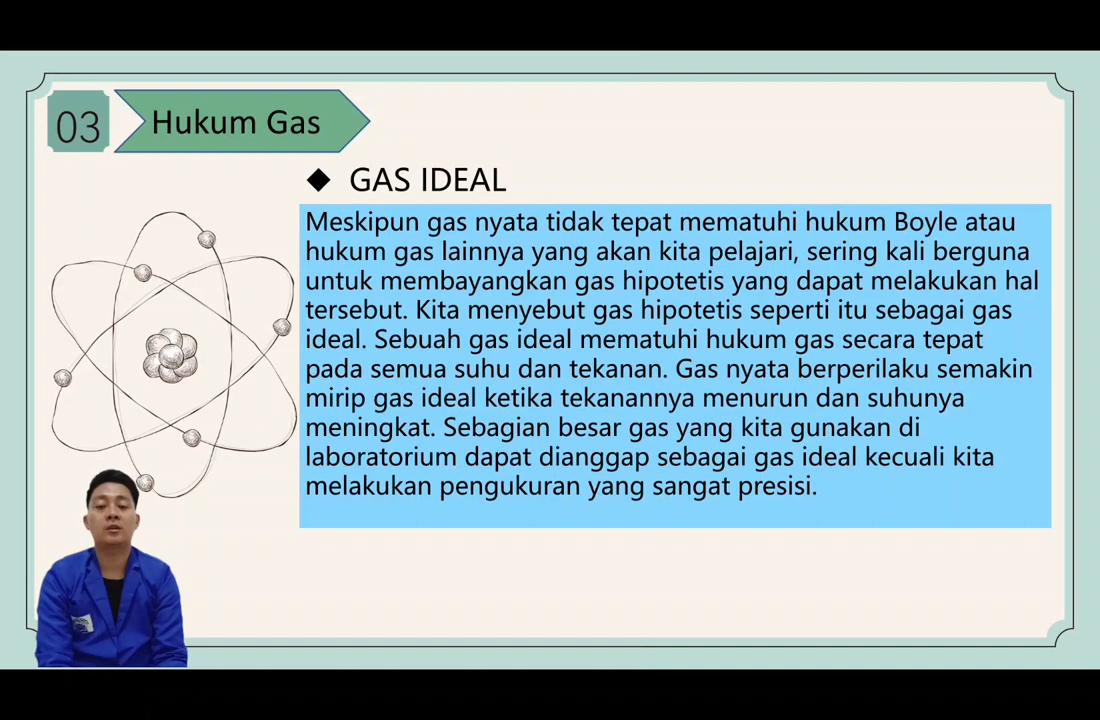 03
Hukum Gas
◆ GAS IDEAL
Meskipun gas nyata tidak tepat mematuhi hukum Boyle atau
hukum gas lainnya yang akan kita pelajari, sering kali berguna
untuk membayangkan gas hipotetis yang dapat melakukan hal
tersebut. Kita menyebut gas hipotetis seperti itu sebagai gas
ideal. Sebuah gas ideal mematuhi hukum gas secara tepat
pada semua suhu dan tekanan. Gas nyata berperilaku semakin
mirip gas ideal ketika tekanannya menurun dan suhunya
meningkat. Sebagian besar gas yang kita gunakan di
laboratorium dapat dianggap sebagai gas ideal kecuali kita
melakukan pengukuran yang sangat presisi.